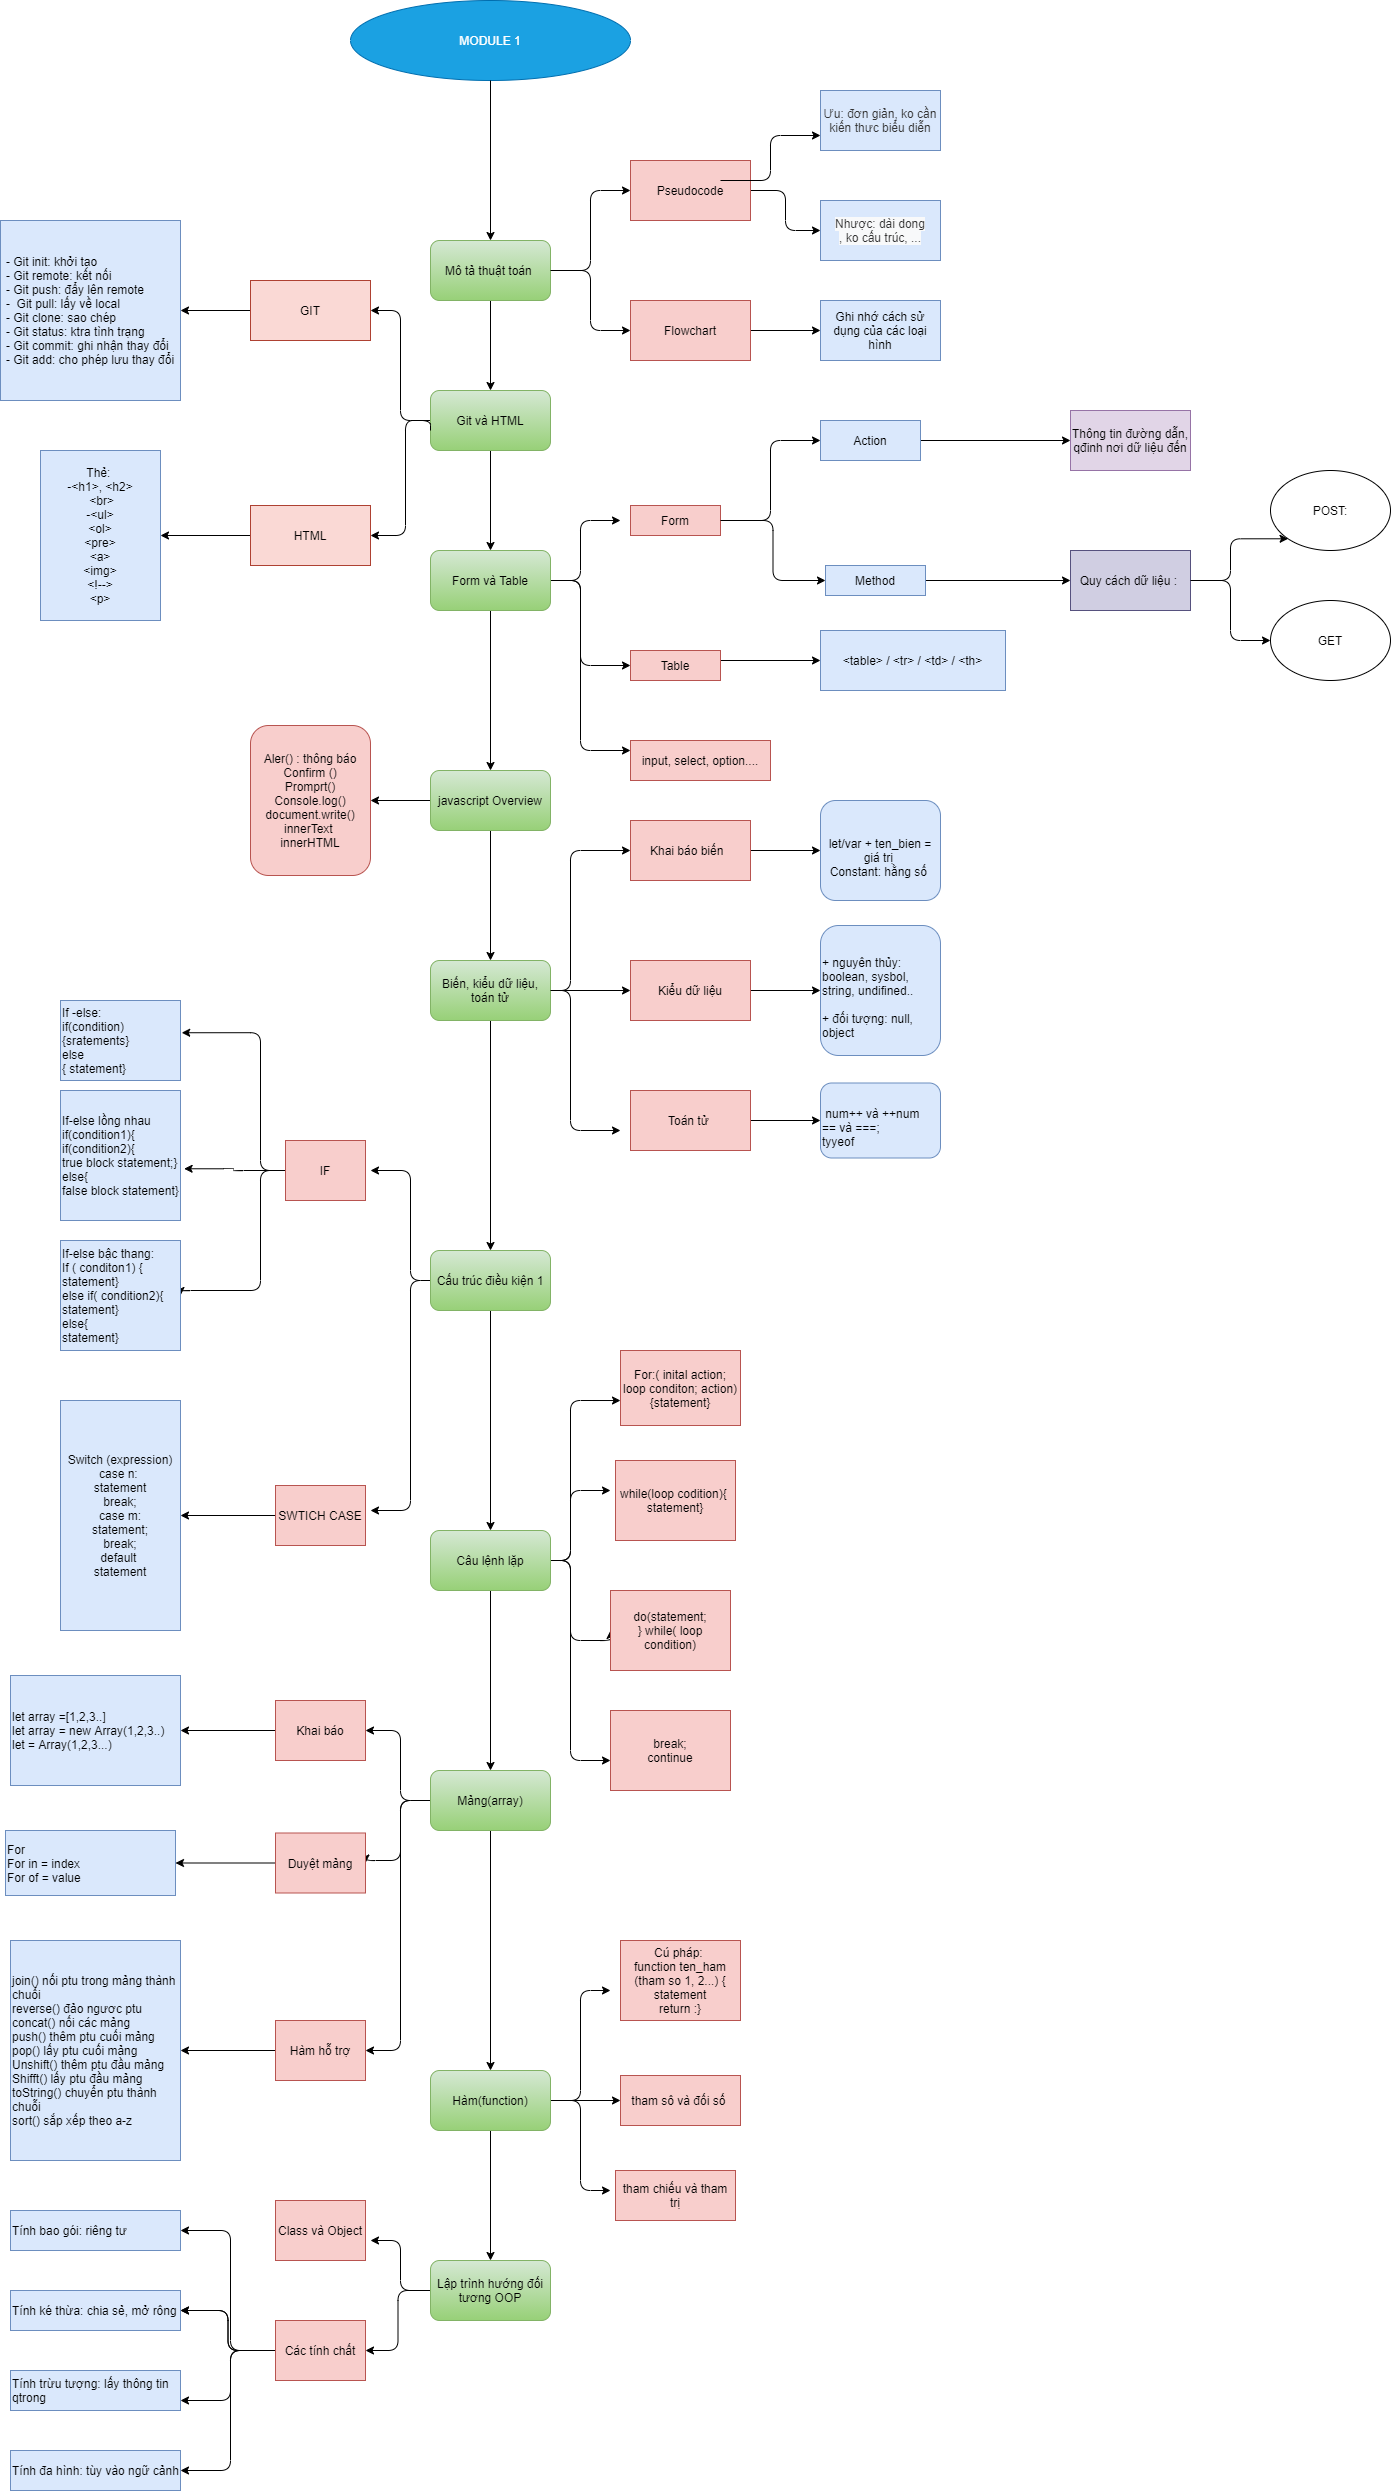 MODULE 1
Ưu: đơn giản, ko cần
kiến thưc biểu diễn
Pseudocode
Nhược: dài dong
, ko cấu trúc, ...
Mô tả thuật toán
Flowchart
Ghi nhớ cách sử
dụng của các loại
hình
- Git init: khởi tạo
- Git remote: kết nối
- Git push: đẩy lên remote
- Git pull: lấy về local
- Git clone: sao chép
- Git status: ktra tình trạng
- Git commit: ghi nhận thay đổi
- Git add: cho phép lưu thay đổi
GIT
Git và HTML
Thẻ:
-<h1>, <h2>
<br>
-<ul>
<ol>
<pre>
<a>
<img>
<!-->
<p>
HTML
Action
Thông tin đường dẫn,
qđinh nơi dữ liệu đến
Form
POST:
Form và Table
Method
Quy cách dữ liệu :
GET
Table
<table> / <tr> / <td> / <th>
input, select, option....
Aler() : thông báo
Confirm ()
Promprt()
Console.log()
document.write()
innerText
innerHTML
javascript Overview
Khai báo biến
let/var + ten_bien =
giá trị
Constant: hằng số
Biến, kiểu dữ liệu,
toán tử
Kiểu dữ liệu
+ nguyên thủy:
boolean, sysbol,
string, undifined..
+ đối tượng: null,
object
Toán tử
num++ và ++num
== và ===;
tyyeof
If -else:
if(condition)
{sratements}
else
{ statement}
If-else lồng nhau
if(condition1){
if(condition2){
true block statement;}
else{
false block statement}
IF
If-else bậc thang:
If ( conditon1) {
statement}
else if( condition2){
statement}
else{
statement}
Cấu trúc điều kiện 1
Switch (expression)
case n:
statement
break;
case m:
statement;
break;
default
statement
SWTICH CASE
For:( inital action;
loop conditon; action)
{statement}
while(loop codition){
statement}
Câu lệnh lặp
do(statement;
} while( loop
condition)
break;
continue
let array =[1,2,3..]
let array = new Array(1,2,3..)
let = Array(1,2,3...)
Khai báo
Mảng(array)
For
For in = index
For of = value
Duyệt mảng
join() nối ptu trong mảng thành
chuổi
reverse() đảo ngươc ptu
concat() nối các mảng
push() thêm ptu cuối mảng
pop() lấy ptu cuối mảng
Unshift() thêm ptu đầu mảng
Shifft() lấy ptu đầu mảng
toString() chuyển ptu thành
chuỗi
sort() sắp xếp theo a-z
Hàm hỗ trợ
Cú pháp:
function ten_ham
(tham so 1, 2...) {
statement
return :}
Hàm(function)
tham sô và đối số
tham chiếu và tham
trị
Class và Object
Lập trình hướng đối
tương OOP
Các tính chất
Tính bao gói: riêng tư
Tính ké thừa: chia sẻ, mở rông
Tính trừu tượng: lấy thông tin
qtrong
Tính đa hình: tùy vào ngữ cảnh